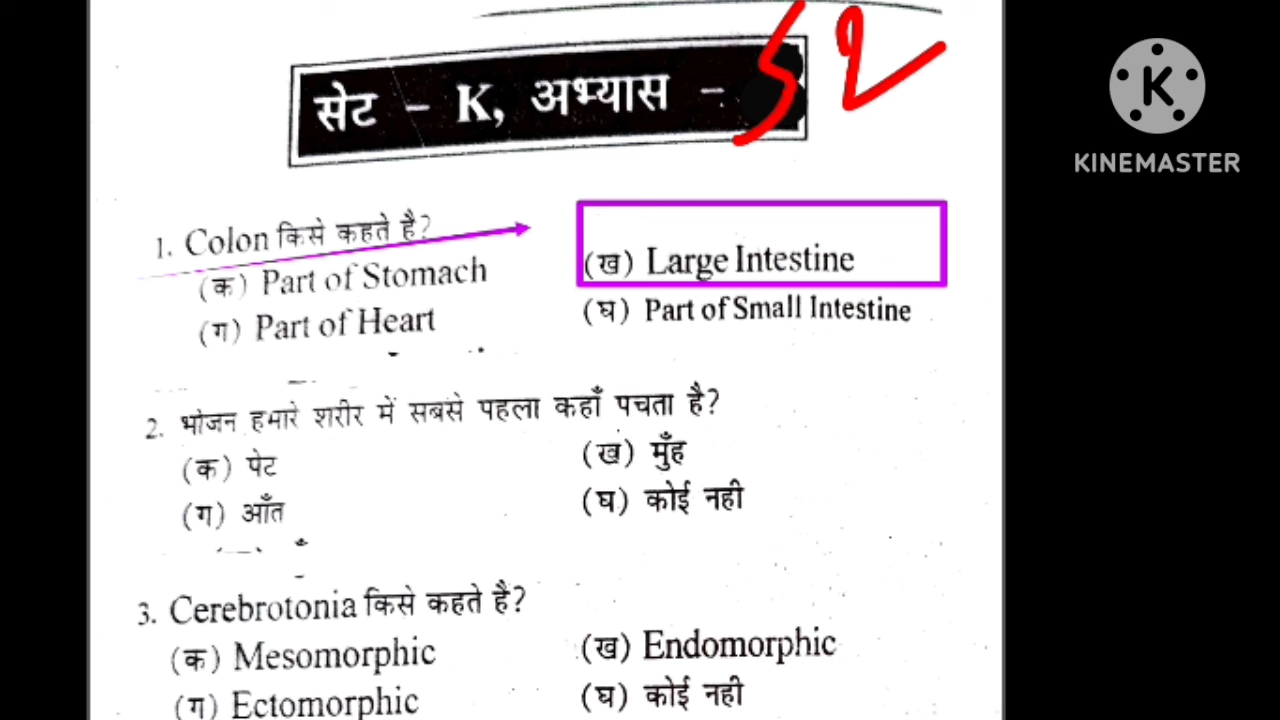 सेट - K, अभ्यास - 52
K
KINEMASTER
1. Colon किसे कहते है?
(क) Part of Stomach (ख) Large Intestine
(ग) Part of Heart (घ) Part of Small Intestine
2. भोजन हमारे शरीर में सबसे पहला कहाँ पचता है?
(क) पेट (ख) मुँह
(ग) आँत (घ) कोई नही
3. Cerebrotonia किसे कहते है?
(क) Mesomorphic (ख) Endomorphic
(ग) Ectomorphic (घ) कोई नही